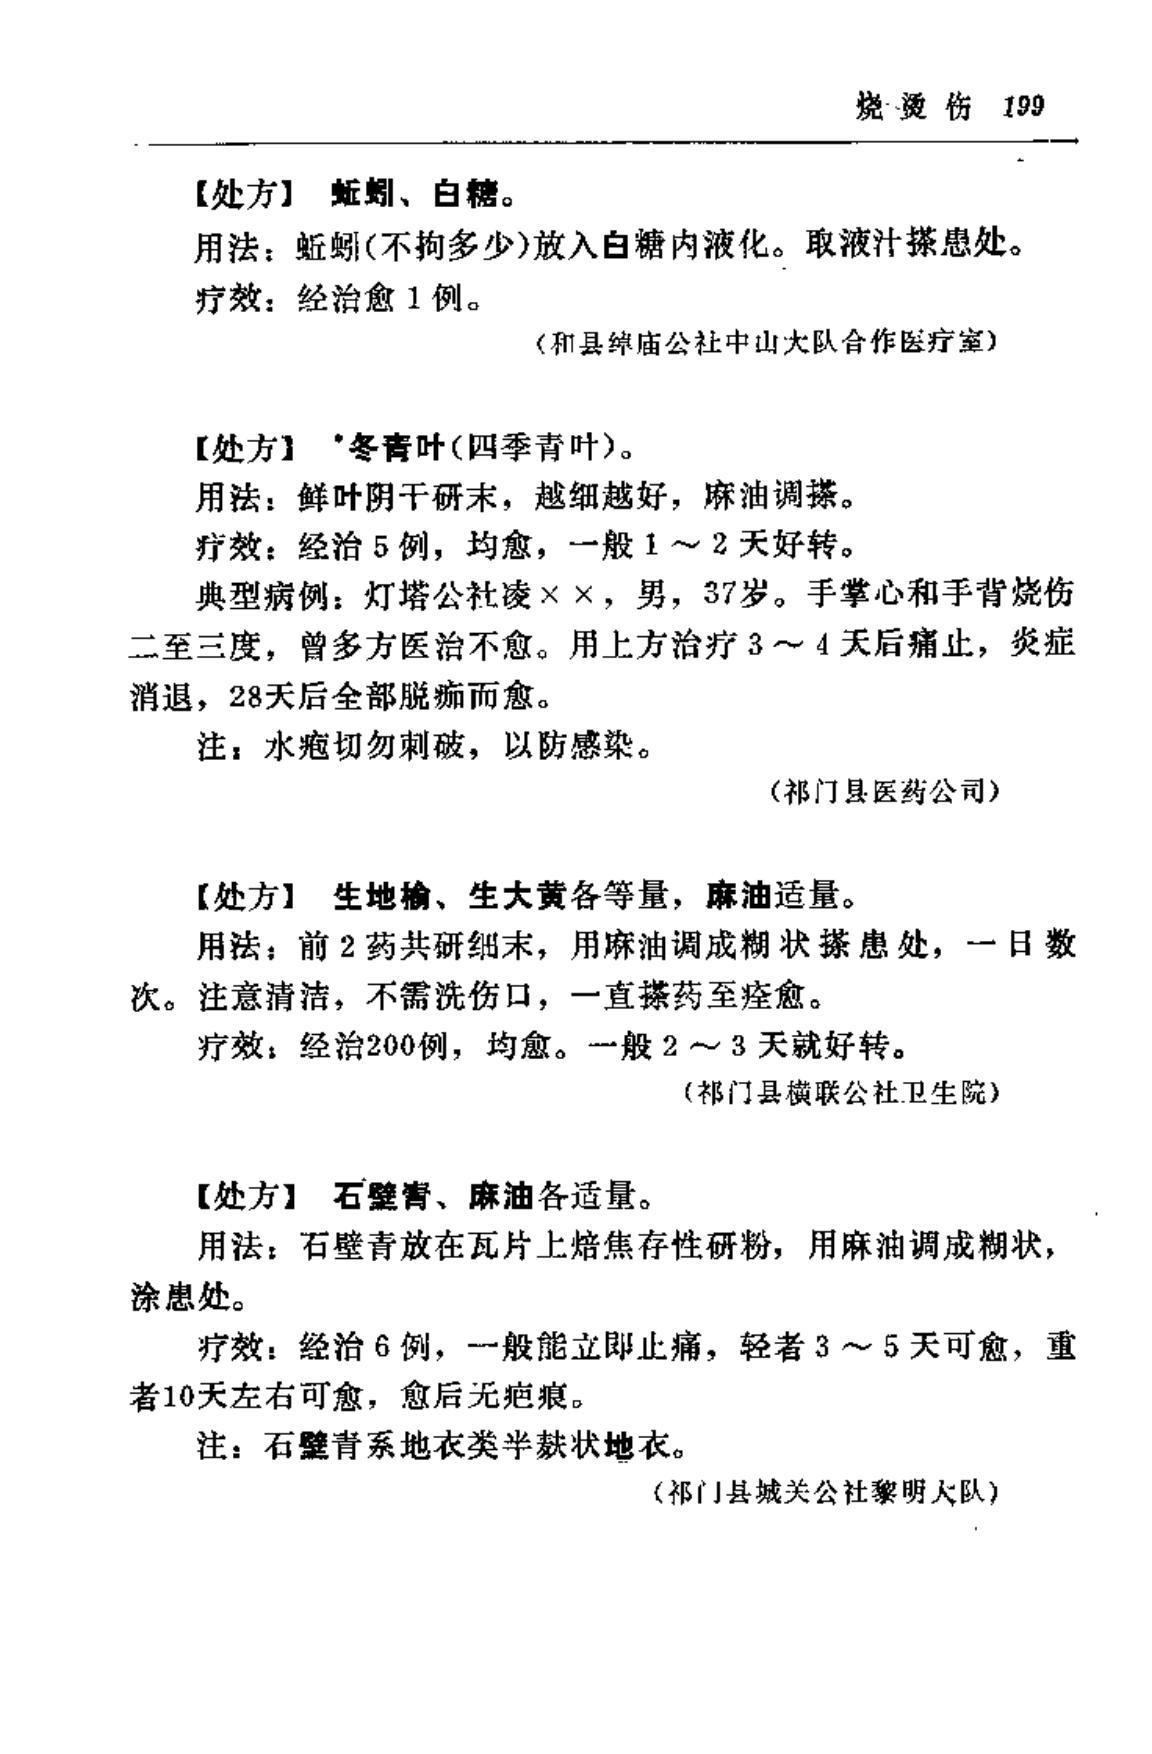 烧烫伤 199
【处方】 蚯蚓、白糖。
用法：蚯蚓(不拘多少)放入白糖内液化。取液汁搽患处。
疗效：经治愈1例。
(和县绰庙公社中山大队合作医疗室)
【处方】 *冬青叶(四季青叶)。
用法：鲜叶阴干研末，越细越好，麻油调搽。
疗效：经治5例，均愈，一般1～2天好转。
典型病例：灯塔公社凌××，男，37岁。手掌心和手背烧伤
二至三度，曾多方医治不愈。用上方治疗3～4天后痛止，炎症
消退，28天后全部脱痂而愈。
注：水疱切勿刺破，以防感染。
(祁门县医药公司)
【处方】 生地榆、生大黄各等量，麻油适量。
用法：前2药共研细末，用麻油调成糊状搽患处，一日数
次。注意清洁，不需洗伤口，一直搽药至痊愈。
疗效：经治200例，均愈。一般2～3天就好转。
(祁门县横联公社卫生院)
【处方】 石壁青、麻油各适量。
用法：石壁青放在瓦片上焙焦存性研粉，用麻油调成糊状，
涂患处。
疗效：经治6例，一般能立即止痛，轻者3～5天可愈，重
者10天左右可愈，愈后无疤痕。
注：石壁青系地衣类半麸状地衣。
(祁门县城关公社黎明大队)